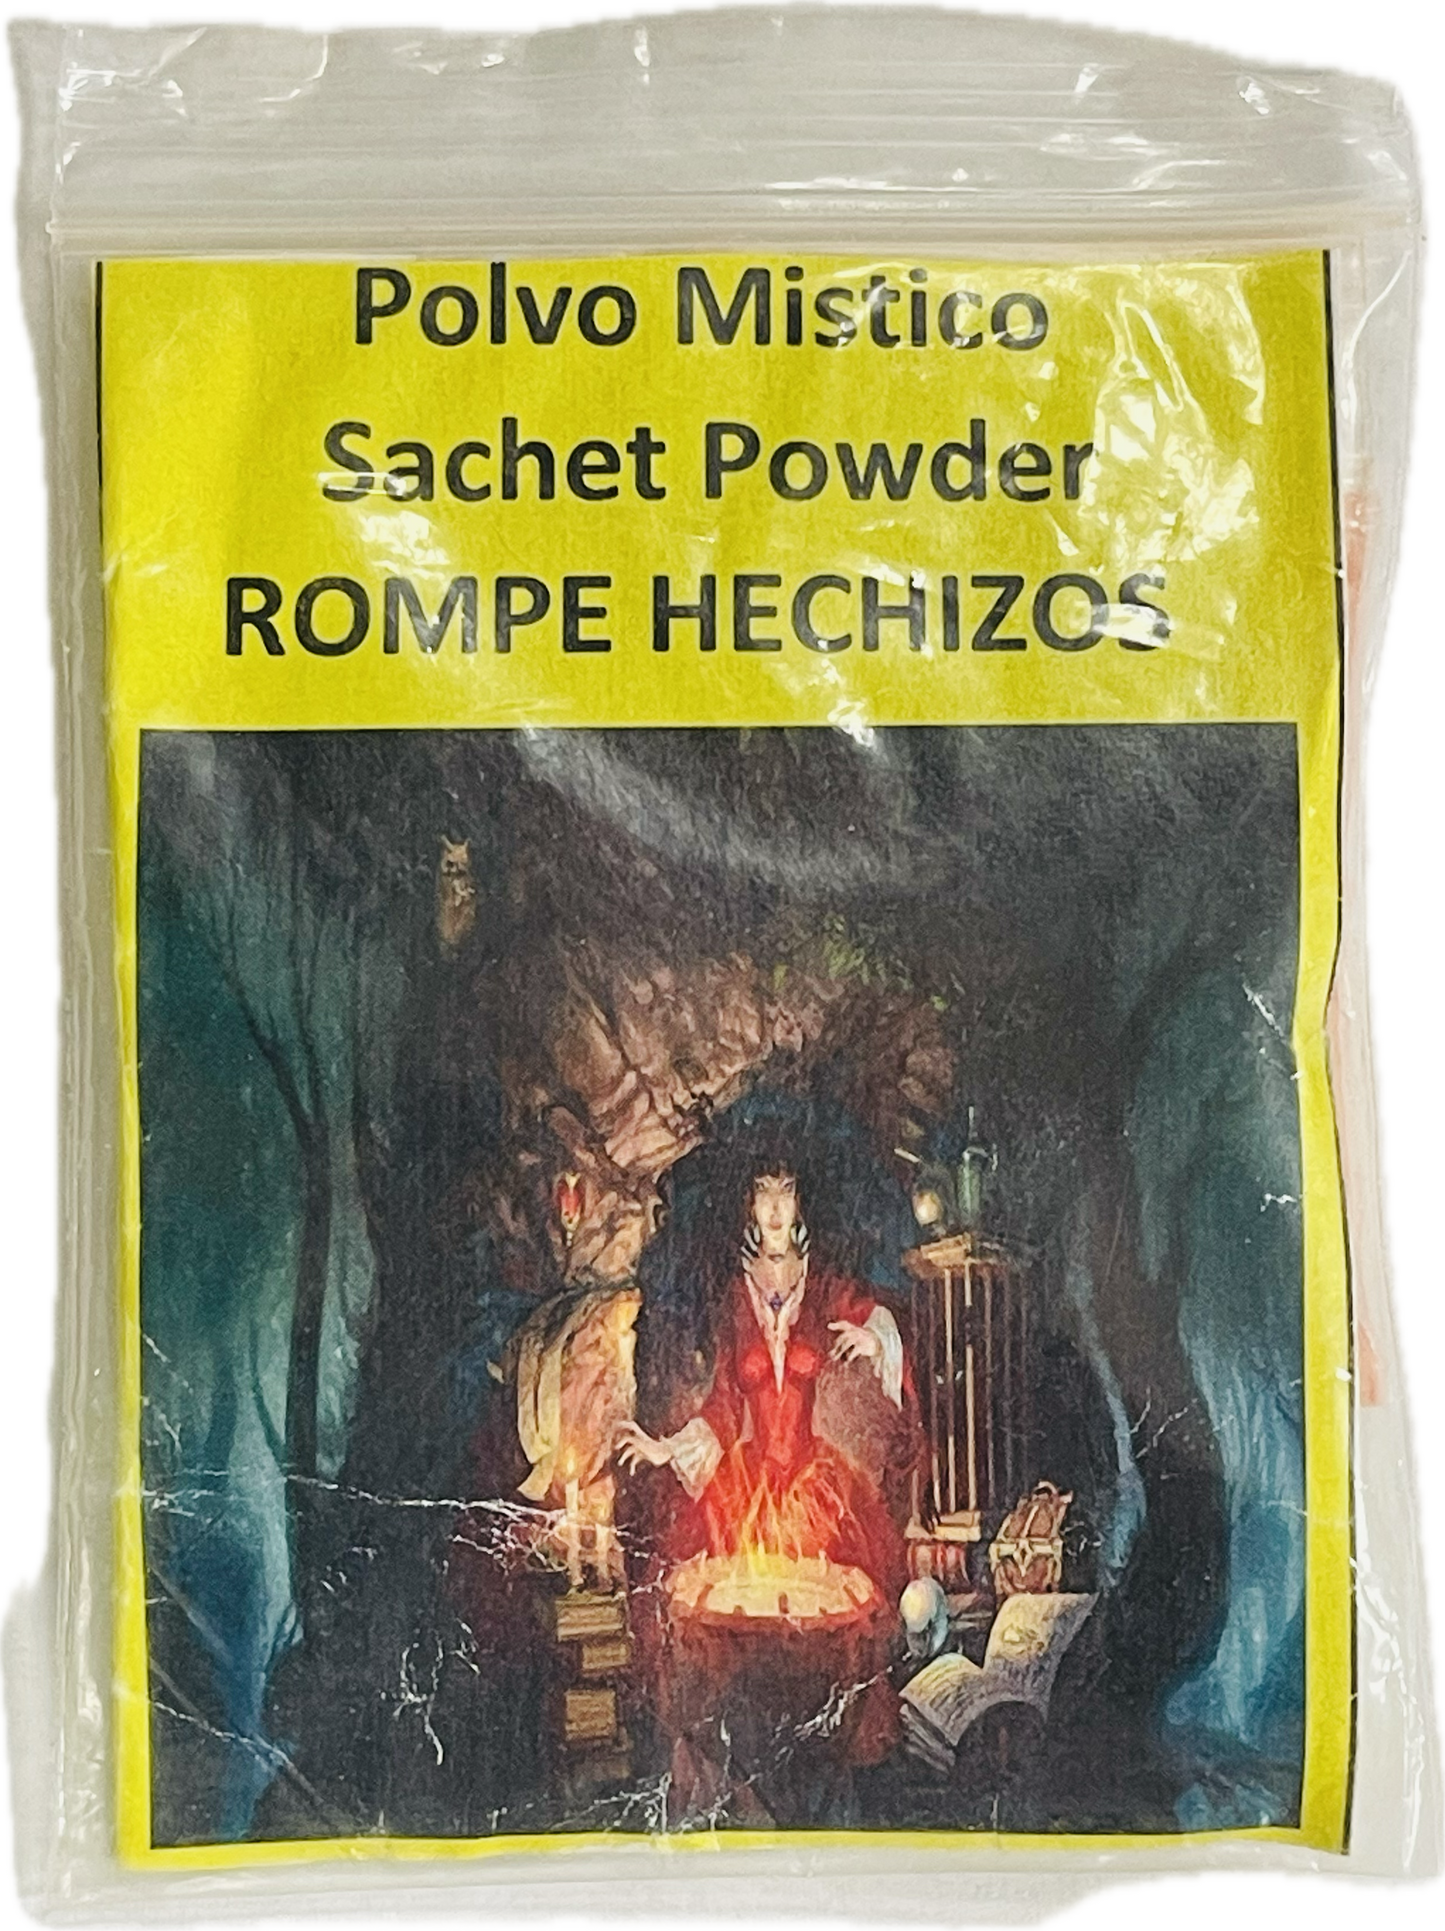 Polvo Mistico
Sachet Powder
ROMPE HECHIZOS